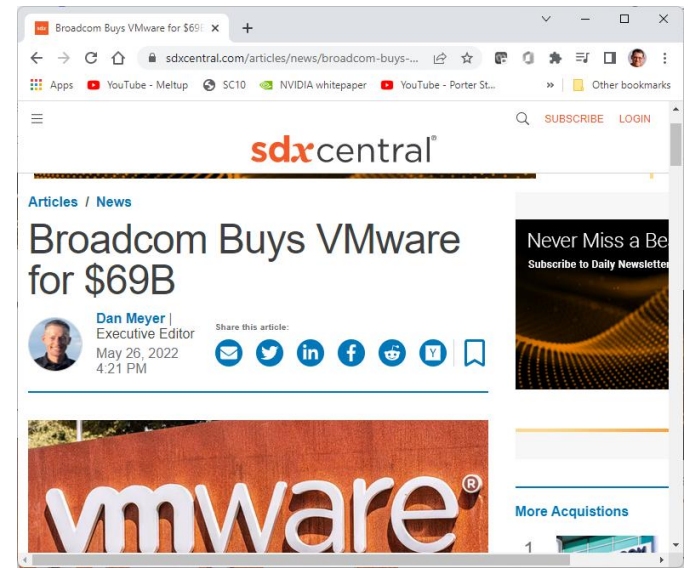 sdx Broadcom Buys VMware for $69B
sdxcentral.com/articles/news/broadcom-buys-...
Apps YouTube - Meltup SC10 NVIDIA whitepaper YouTube - Porter St... » Other bookmarks
SUBSCRIBE LOGIN
sdxcentral®
Articles / News
Broadcom Buys VMware
for $69B
Dan Meyer |
Executive Editor
May 26, 2022
4:21 PM
Share this article:
vmware®
Never Miss a Be
Subscribe to Daily Newsletter
More Acquistions
1